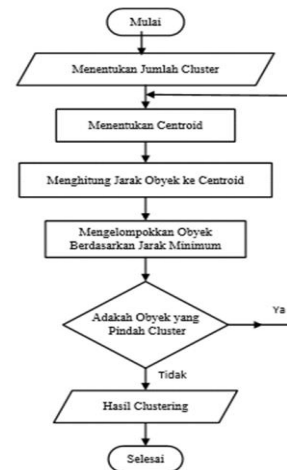 Mulai
Menentukan Jumlah Cluster
Menentukan Centroid
Menghitung Jarak Obyek ke Centroid
Mengelompokkan Obyek
Berdasarkan Jarak Minimum
Adakah Obyek yang
Pindah Cluster
Ya
Tidak
Hasil Clustering
Selesai